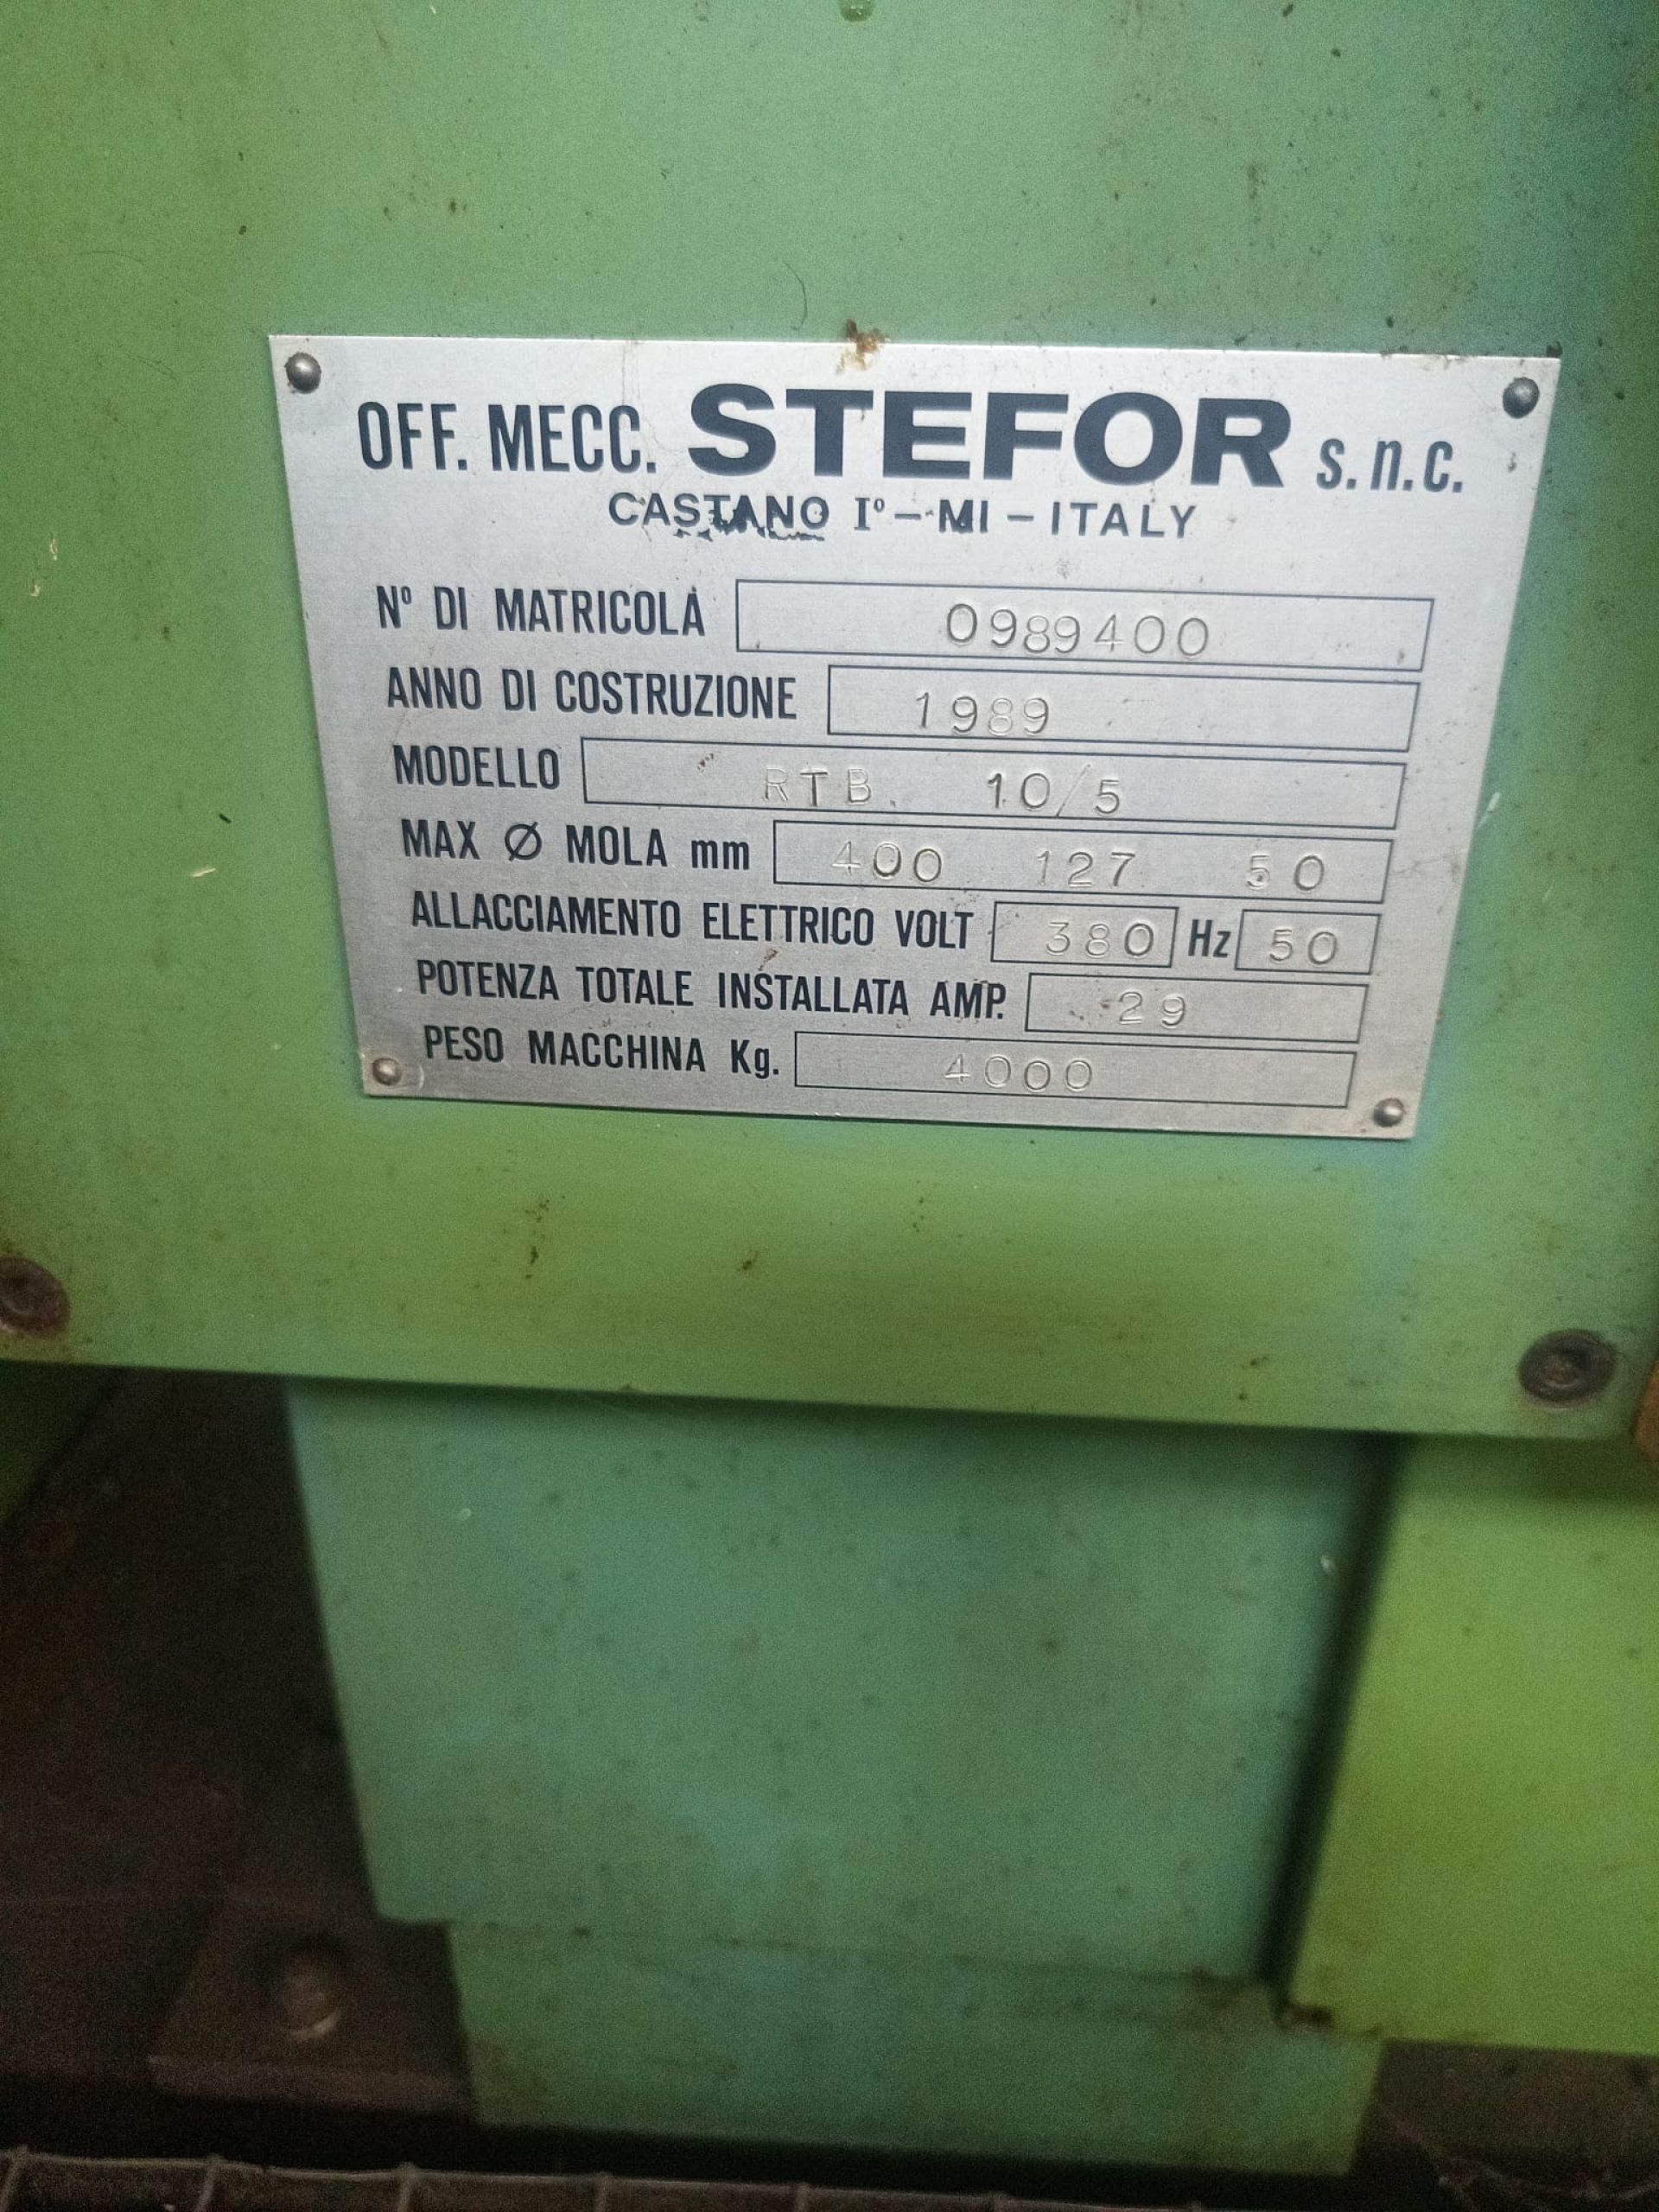 OFF. MECC. STEFOR s.n.c.
CASTANO Iº - MI - ITALY
Nº DI MATRICOLA 0989400
ANNO DI COSTRUZIONE 1989
MODELLO RTB. 10/5
MAX Ø MOLA mm 400 127 50
ALLACCIAMENTO ELETTRICO VOLT 380 Hz 50
POTENZA TOTALE INSTALLATA AMP. 29
PESO MACCHINA Kg. 4000